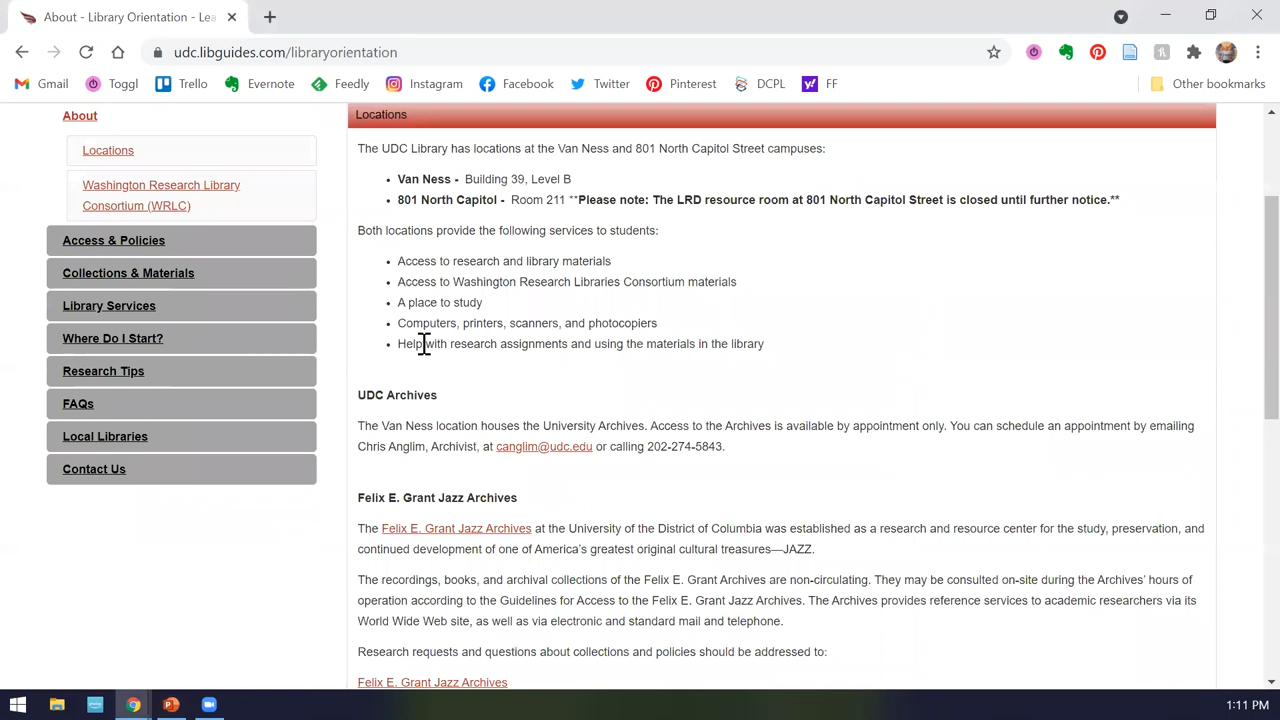 About - Library Orientation - Lea
udc.libguides.com/libraryorientation
Gmail
Toggl
Trello
Evernote
Feedly
Instagram
Facebook
Twitter
Pinterest
DCPL
FF
Other bookmarks
About
Locations
Washington Research Library
Consortium (WRLC)
Access & Policies
Collections & Materials
Library Services
Where Do I Start?
Research Tips
FAQs
Local Libraries
Contact Us
Locations
The UDC Library has locations at the Van Ness and 801 North Capitol Street campuses:
Van Ness - Building 39, Level B
801 North Capitol - Room 211 **Please note: The LRD resource room at 801 North Capitol Street is closed until further notice.**
Both locations provide the following services to students:
Access to research and library materials
Access to Washington Research Libraries Consortium materials
A place to study
Computers, printers, scanners, and photocopiers
Help with research assignments and using the materials in the library
UDC Archives
The Van Ness location houses the University Archives. Access to the Archives is available by appointment only. You can schedule an appointment by emailing
Chris Anglim, Archivist, at canglim@udc.edu or calling 202-274-5843.
Felix E. Grant Jazz Archives
The Felix E. Grant Jazz Archives at the University of the District of Columbia was established as a research and resource center for the study, preservation, and
continued development of one of America's greatest original cultural treasures—JAZZ.
The recordings, books, and archival collections of the Felix E. Grant Archives are non-circulating. They may be consulted on-site during the Archives' hours of
operation according to the Guidelines for Access to the Felix E. Grant Jazz Archives. The Archives provides reference services to academic researchers via its
World Wide Web site, as well as via electronic and standard mail and telephone.
Research requests and questions about collections and policies should be addressed to:
Felix E. Grant Jazz Archives
1:11 PM